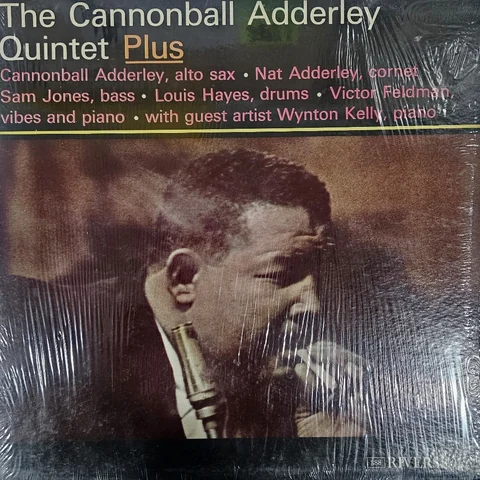 The Cannonball Adderley
Quintet Plus
Cannonball Adderley, alto sax • Nat Adderley, cornet
Sam Jones, bass • Louis Hayes, drums • Victor Feldman,
vibes and piano • with guest artist Wynton Kelly, piano
RIVERSIDE